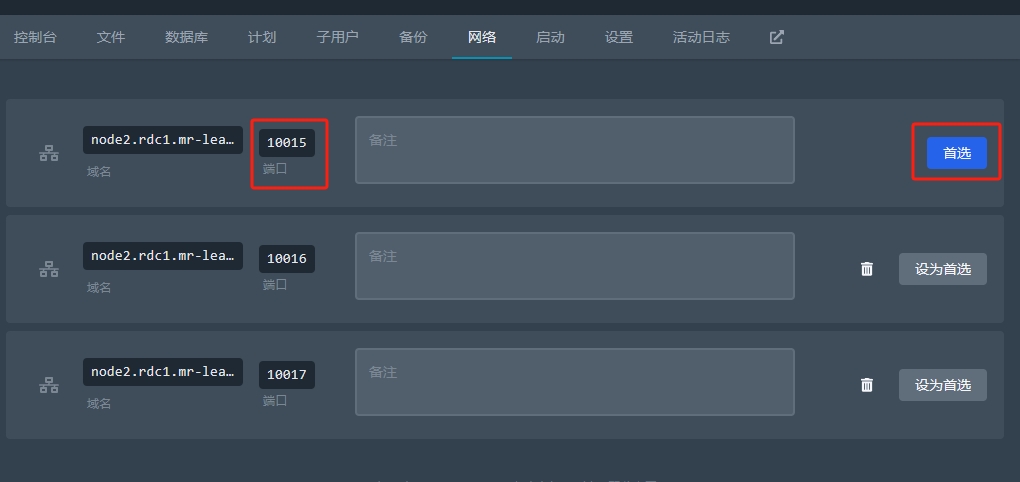 控制台 文件 数据库 计划 子用户 备份 网络 启动 设置 活动日志
node2.rdc1.mr-lea… 10015 备注 首选
域名 端口
node2.rdc1.mr-lea… 10016 备注 设为首选
域名 端口
node2.rdc1.mr-lea… 10017 备注 设为首选
域名 端口